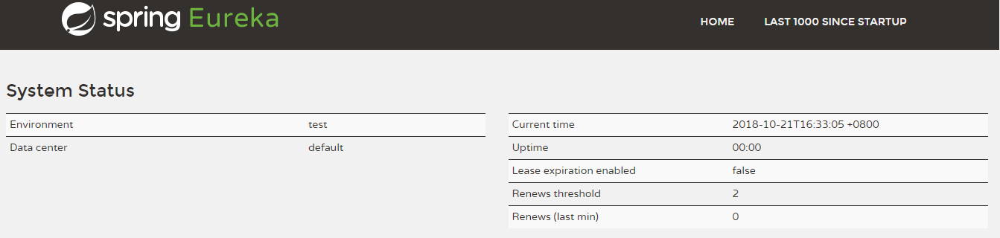 spring Eureka
HOME LAST 1000 SINCE STARTUP
System Status
Environment test
Data center default
Current time 2018-10-21T16:33:05 +0800
Uptime 00:00
Lease expiration enabled false
Renews threshold 2
Renews (last min) 0